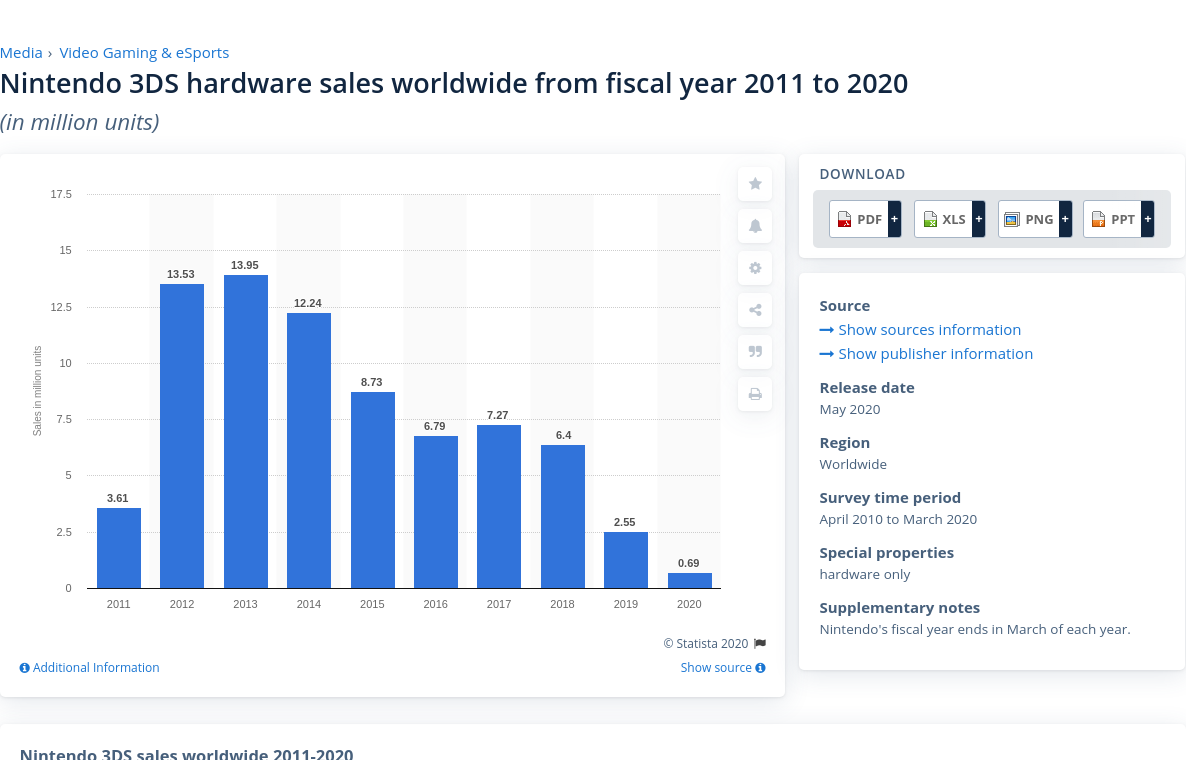 Media › Video Gaming & eSports
Nintendo 3DS hardware sales worldwide from fiscal year 2011 to 2020
(in million units)
Sales in million units
17.5
15
12.5
10
7.5
5
2.5
0
3.61
13.53
13.95
12.24
8.73
6.79
7.27
6.4
2.55
0.69
2011 2012 2013 2014 2015 2016 2017 2018 2019 2020
© Statista 2020
Additional Information
Show source
DOWNLOAD
PDF + XLS + PNG + PPT +
Source
Show sources information
Show publisher information
Release date
May 2020
Region
Worldwide
Survey time period
April 2010 to March 2020
Special properties
hardware only
Supplementary notes
Nintendo's fiscal year ends in March of each year.
Nintendo 3DS sales worldwide 2011-2020